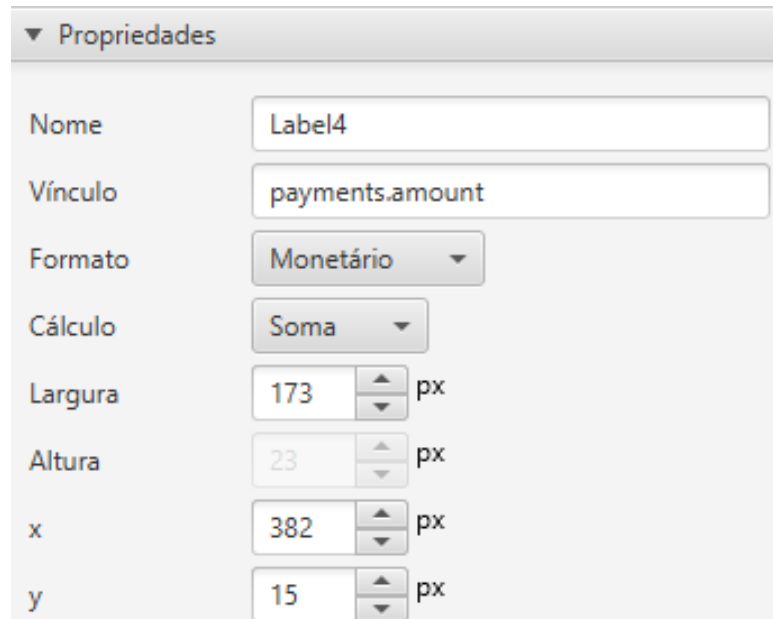 Propriedades
Nome Label4
Vínculo payments.amount
Formato Monetário
Cálculo Soma
Largura 173 px
Altura 23 px
x 382 px
y 15 px